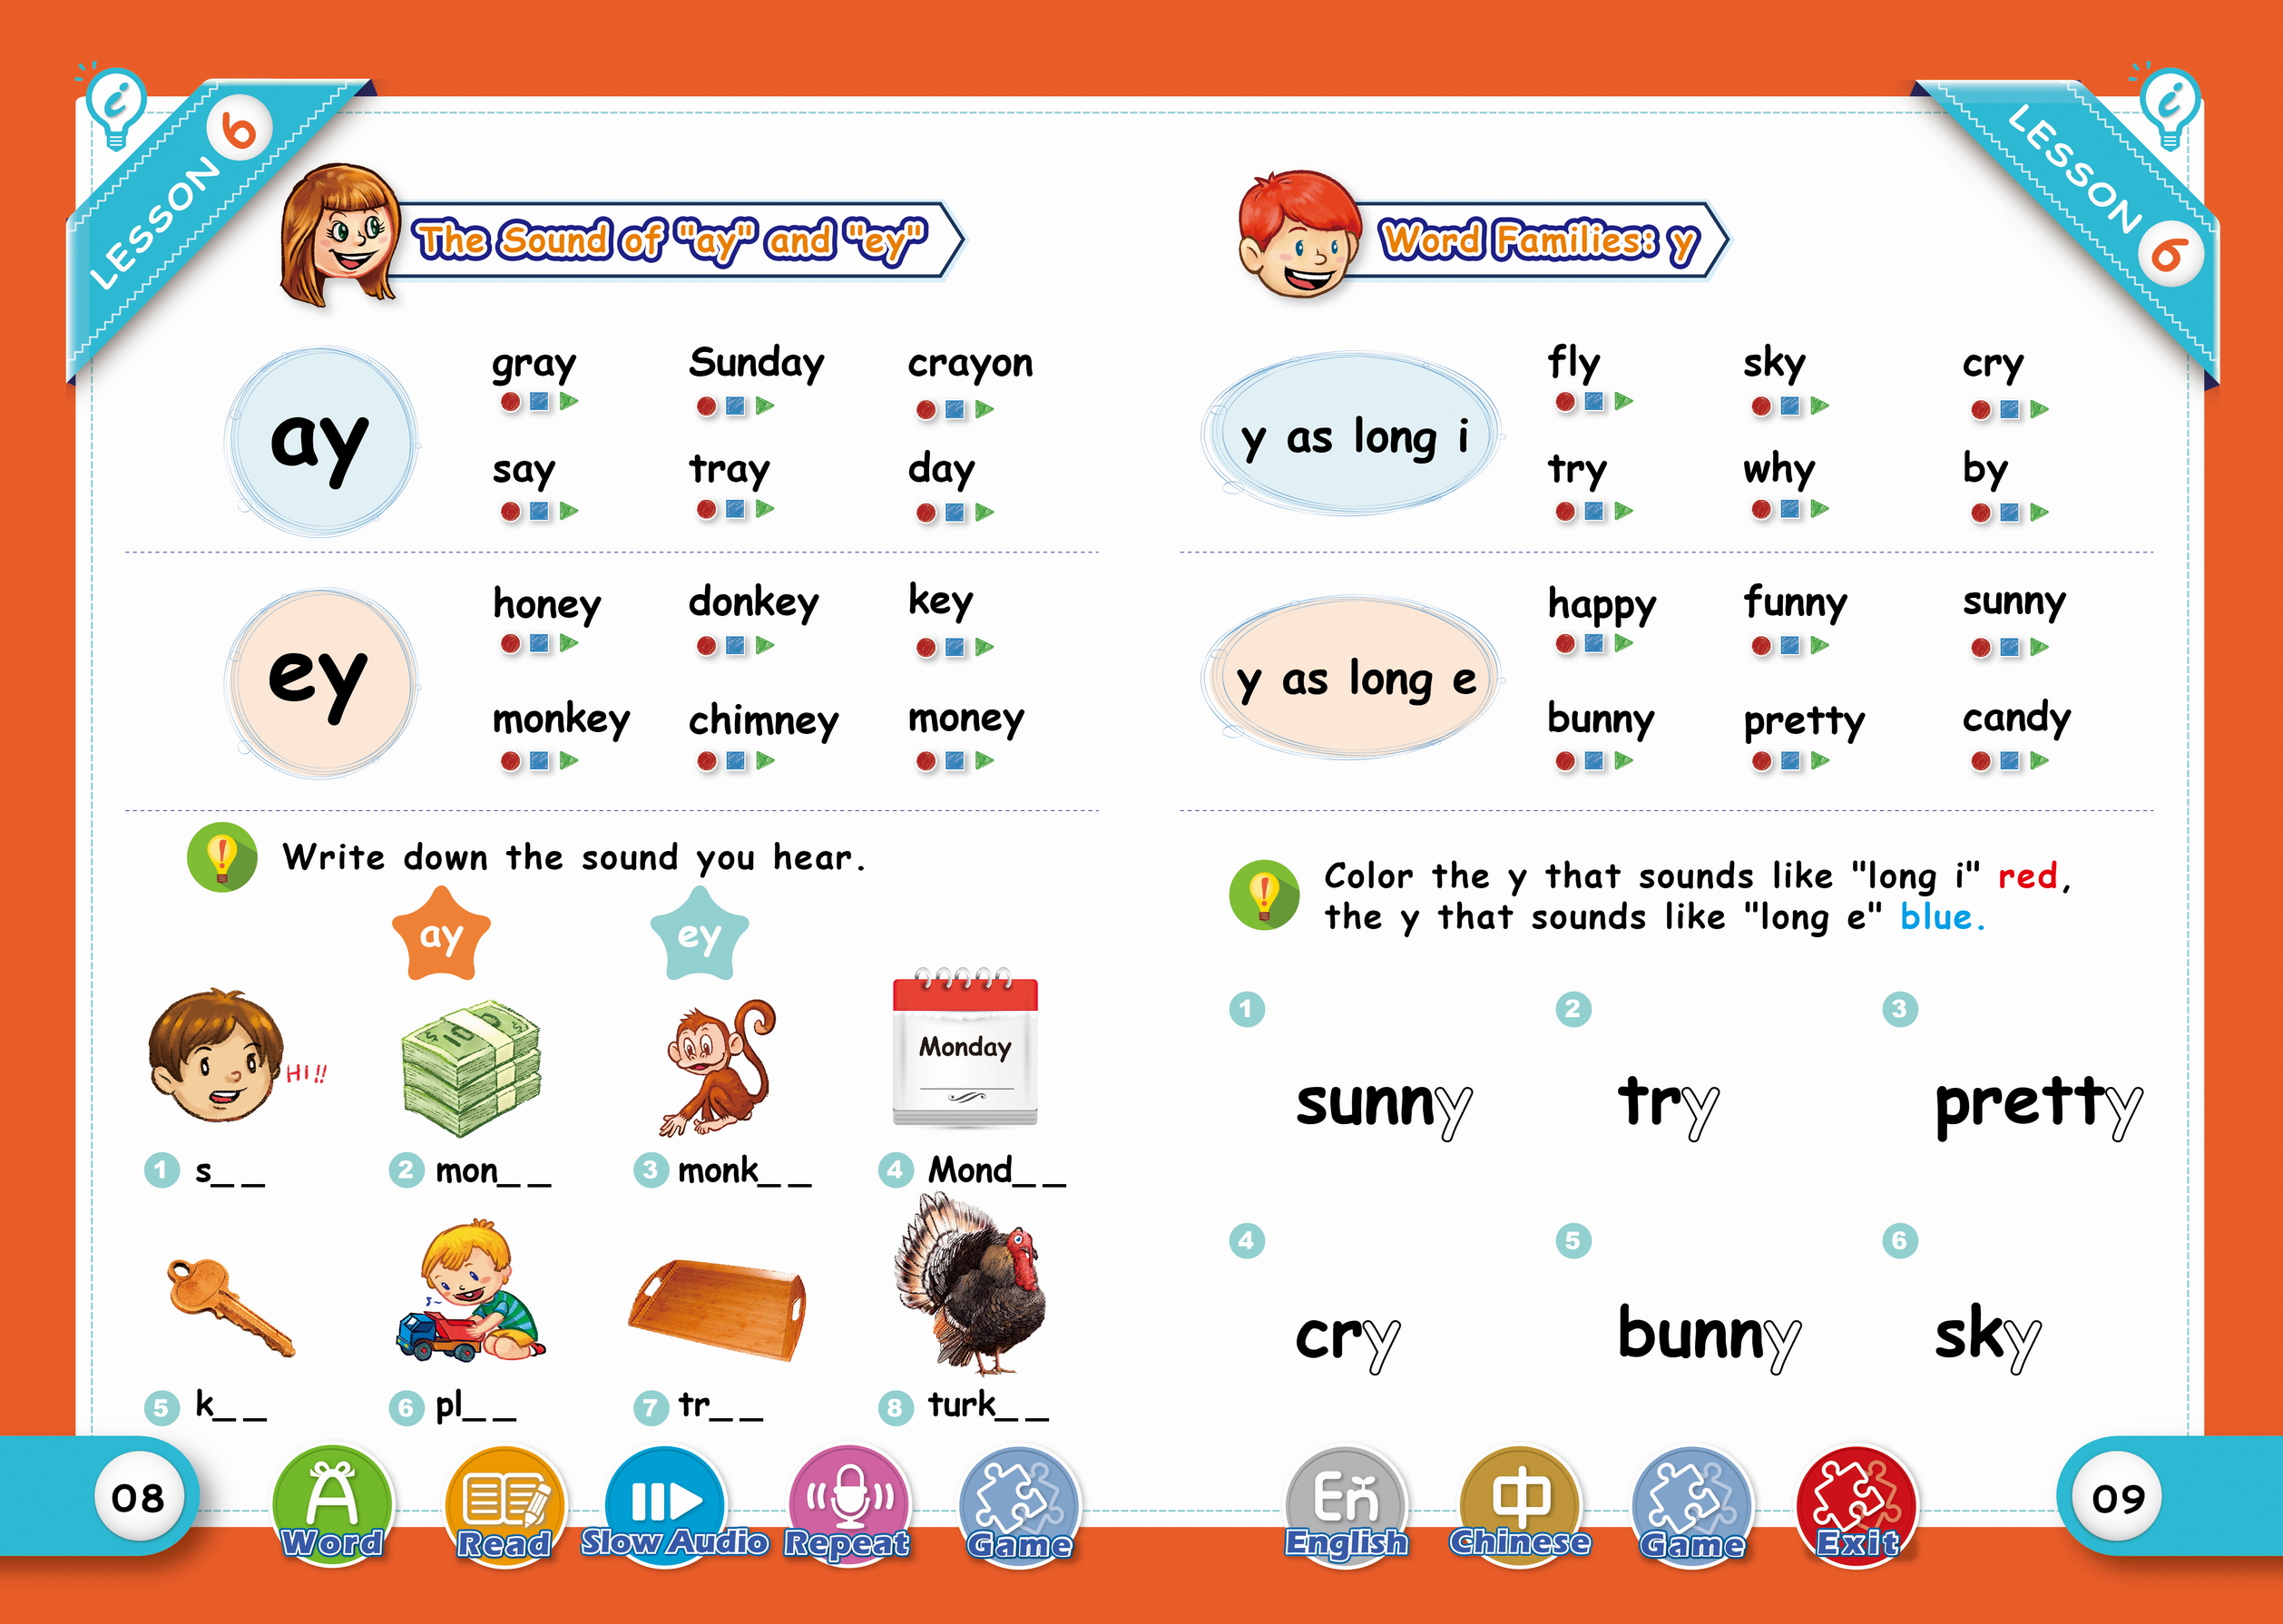 LESSON 6
The Sound of "ay" and "ey"
ay
gray Sunday crayon
say tray day
ey
honey donkey key
monkey chimney money
Write down the sound you hear.
ay ey
HI!!
10
Monday
1 s_ _ 2 mon_ _ 3 monk_ _ 4 Mond_ _
5 k_ _ 6 pl_ _ 7 tr_ _ 8 turk_ _
08
Word Read Slow Audio Repeat Game
LESSON 6
Word Families: y
y as long i
fly sky cry
try why by
y as long e
happy funny sunny
bunny pretty candy
Color the y that sounds like "long i" red,
the y that sounds like "long e" blue.
1 2 3
sunny try pretty
4 5 6
cry bunny sky
En 中
English Chinese Game Exit
09